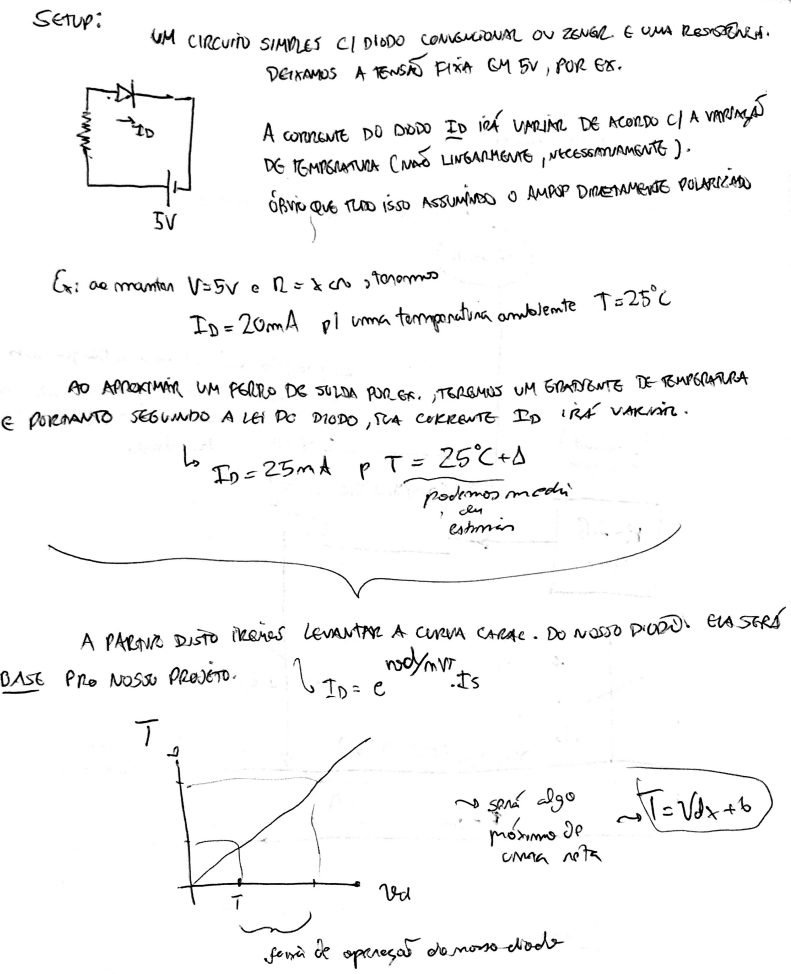 SETUP:
UM CIRCUITO SIMPLES C/ DIODO CONVENCIONAL OU ZENER E UMA RESISTÊNCIA.
DEIXAMOS A TENSÃO FIXA EM 5V, POR EX.
I_D
5V
A CORRENTE DO DIODO I_D IRÁ VARIAR DE ACORDO C/ A VARIAÇÃO
DE TEMPERATURA (NÃO LINEARMENTE, NECESSARIAMENTE).
ÓBVIO QUE TUDO ISSO ASSUMINDO O AMPOP DIRETAMENTE POLARIZADO
Ex: ao manter V=5v e R = x Ω, teremos
I_D = 20mA p/ uma temperatura ambiente T=25°C
AO APROXIMAR UM FERRO DE SOLDA POR EX., TEREMOS UM GRADIENTE DE TEMPERATURA
E PORTANTO SEGUNDO A LEI DO DIODO, SUA CORRENTE I_D IRÁ VARIAR.
I_D = 25mA p T = 25°C+Δ
podemos medir
ou
estimar
A PARTIR DISTO IREMOS LEVANTAR A CURVA CARAC. DO NOSSO DIODO. ELA SERÁ
BASE PRO NOSSO PROJETO.
I_D = e^{vd/nVT} . Is
T
será algo
próximo de
uma reta
T = Vdx + b
T
Vd
faixa de operação do nosso diodo